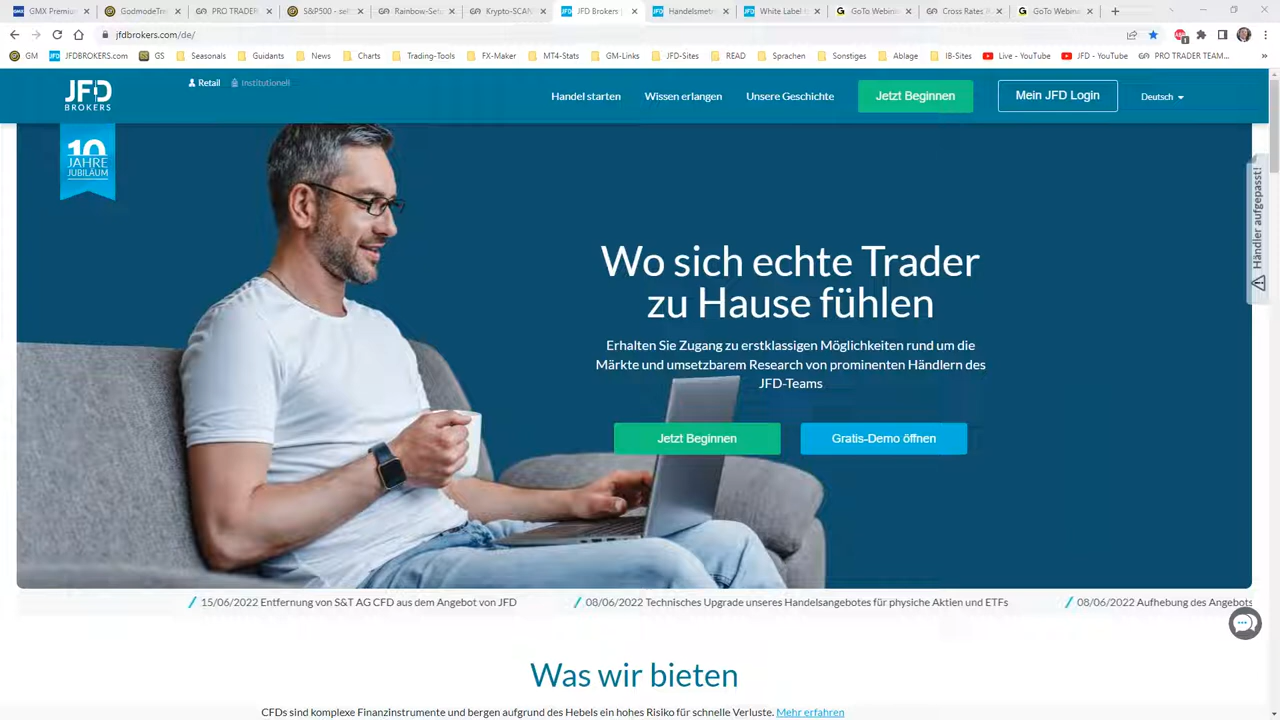 GMX Premium
GodmodeTra
PRO TRADER
S&P500 - sel
Rainbow-Setu
Krypto-SCAN
JFD Brokers |
Handelsmetr
White Label S
GoTo Webina
Cross Rates R
GoTo Webina
jfdbrokers.com/de/
GM
JFDBROKERS.com
GS
Seasonals
Guidants
News
Charts
Trading-Tools
FX-Maker
MT4-Stats
GM-Links
JFD-Sites
READ
Sprachen
Sonstiges
Ablage
IB-Sites
Live - YouTube
JFD - YouTube
PRO TRADER TEAM...
JFD
BROKERS
Retail
Institutionell
Handel starten
Wissen erlangen
Unsere Geschichte
Jetzt Beginnen
Mein JFD Login
Deutsch
10
JAHRE
JUBILÄUM
Händler aufgepasst!
Wo sich echte Trader
zu Hause fühlen
Erhalten Sie Zugang zu erstklassigen Möglichkeiten rund um die
Märkte und umsetzbarem Research von prominenten Händlern des
JFD-Teams
Jetzt Beginnen
Gratis-Demo öffnen
15/06/2022 Entfernung von S&T AG CFD aus dem Angebot von JFD
08/06/2022 Technisches Upgrade unseres Handelsangebotes für physiche Aktien und ETFs
08/06/2022 Aufhebung des Angebots
Was wir bieten
CFDs sind komplexe Finanzinstrumente und bergen aufgrund des Hebels ein hohes Risiko für schnelle Verluste. Mehr erfahren